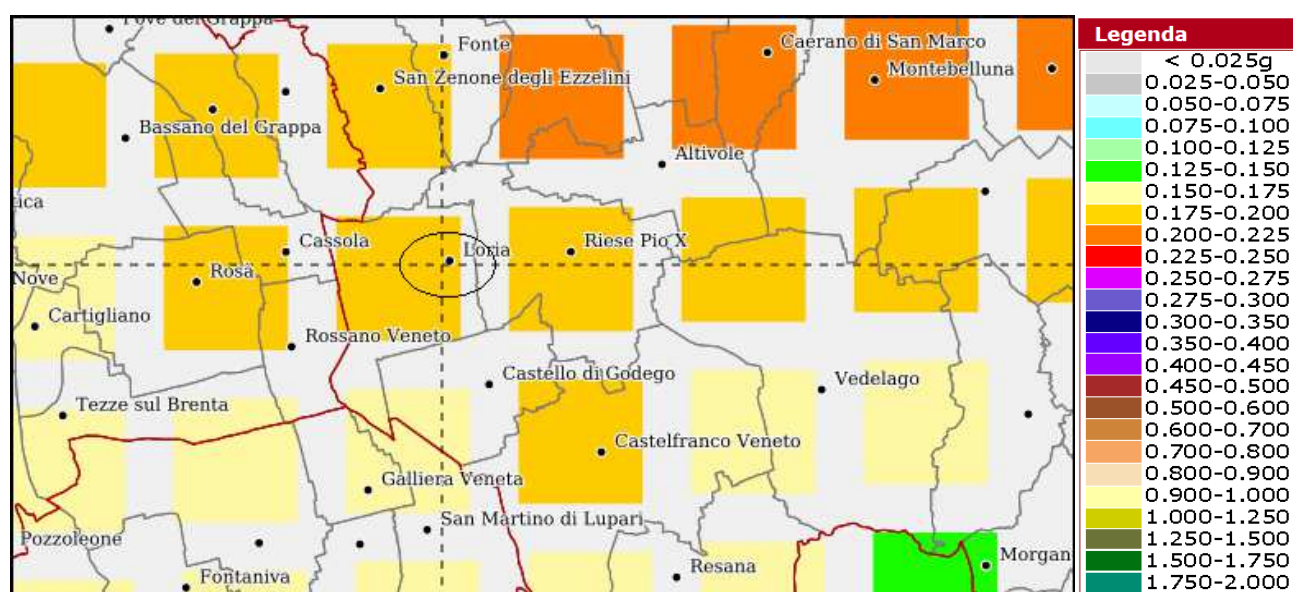 Fove del Grappa
Fonte
Caerano di San Marco
San Zenone degli Ezzelini
Montebelluna
Bassano del Grappa
Altivole
ica
Cassola
Loria
Riese Pio X
Nove
Rosà
Cartigliano
Rossano Veneto
Castello di Godego
Vedelago
Tezze sul Brenta
Castelfranco Veneto
Galliera Veneta
San Martino di Lupari
Pozzoleone
Resana
Morgan
Fontaniva
Legenda
< 0.025g
0.025-0.050
0.050-0.075
0.075-0.100
0.100-0.125
0.125-0.150
0.150-0.175
0.175-0.200
0.200-0.225
0.225-0.250
0.250-0.275
0.275-0.300
0.300-0.350
0.350-0.400
0.400-0.450
0.450-0.500
0.500-0.600
0.600-0.700
0.700-0.800
0.800-0.900
0.900-1.000
1.000-1.250
1.250-1.500
1.500-1.750
1.750-2.000